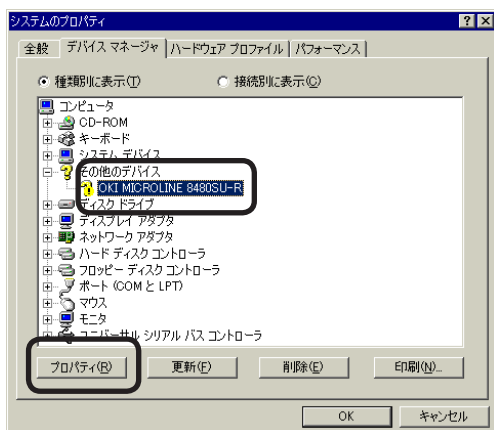 システムのプロパティ
全般 デバイス マネージャ ハードウェア プロファイル パフォーマンス
種類別に表示(T) 接続別に表示(C)
コンピュータ
CD-ROM
キーボード
システム デバイス
その他のデバイス
OKI MICROLINE 8480SU-R
ディスク ドライブ
ディスプレイ アダプタ
ネットワーク アダプタ
ハード ディスク コントローラ
フロッピー ディスク コントローラ
ポート (COM と LPT)
マウス
モニタ
ユニバーサル シリアル バス コントローラ
プロパティ(R) 更新(F) 削除(E) 印刷(N)...
OK キャンセル